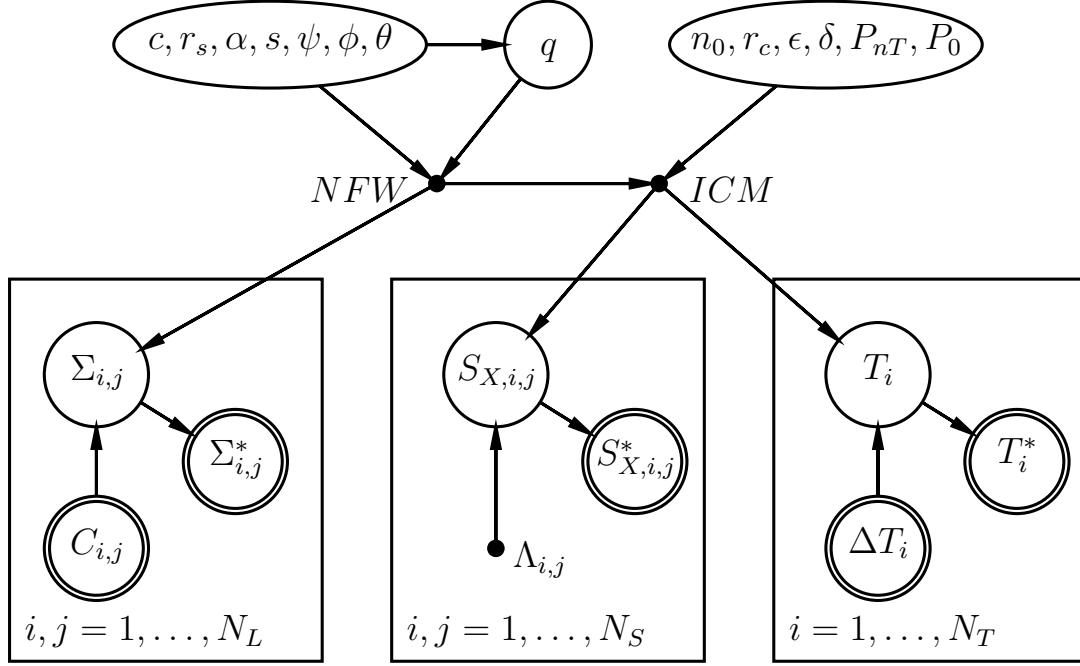 c, r_s, α, s, ψ, ϕ, θ
q
n_0, r_c, ϵ, δ, P_{nT}, P_0
NFW
ICM
Σ_{i,j}
Σ^*_{i,j}
C_{i,j}
i, j = 1, . . . , N_L
S_{X,i,j}
S^*_{X,i,j}
Λ_{i,j}
i, j = 1, . . . , N_S
T_i
T^*_i
ΔT_i
i = 1, . . . , N_T